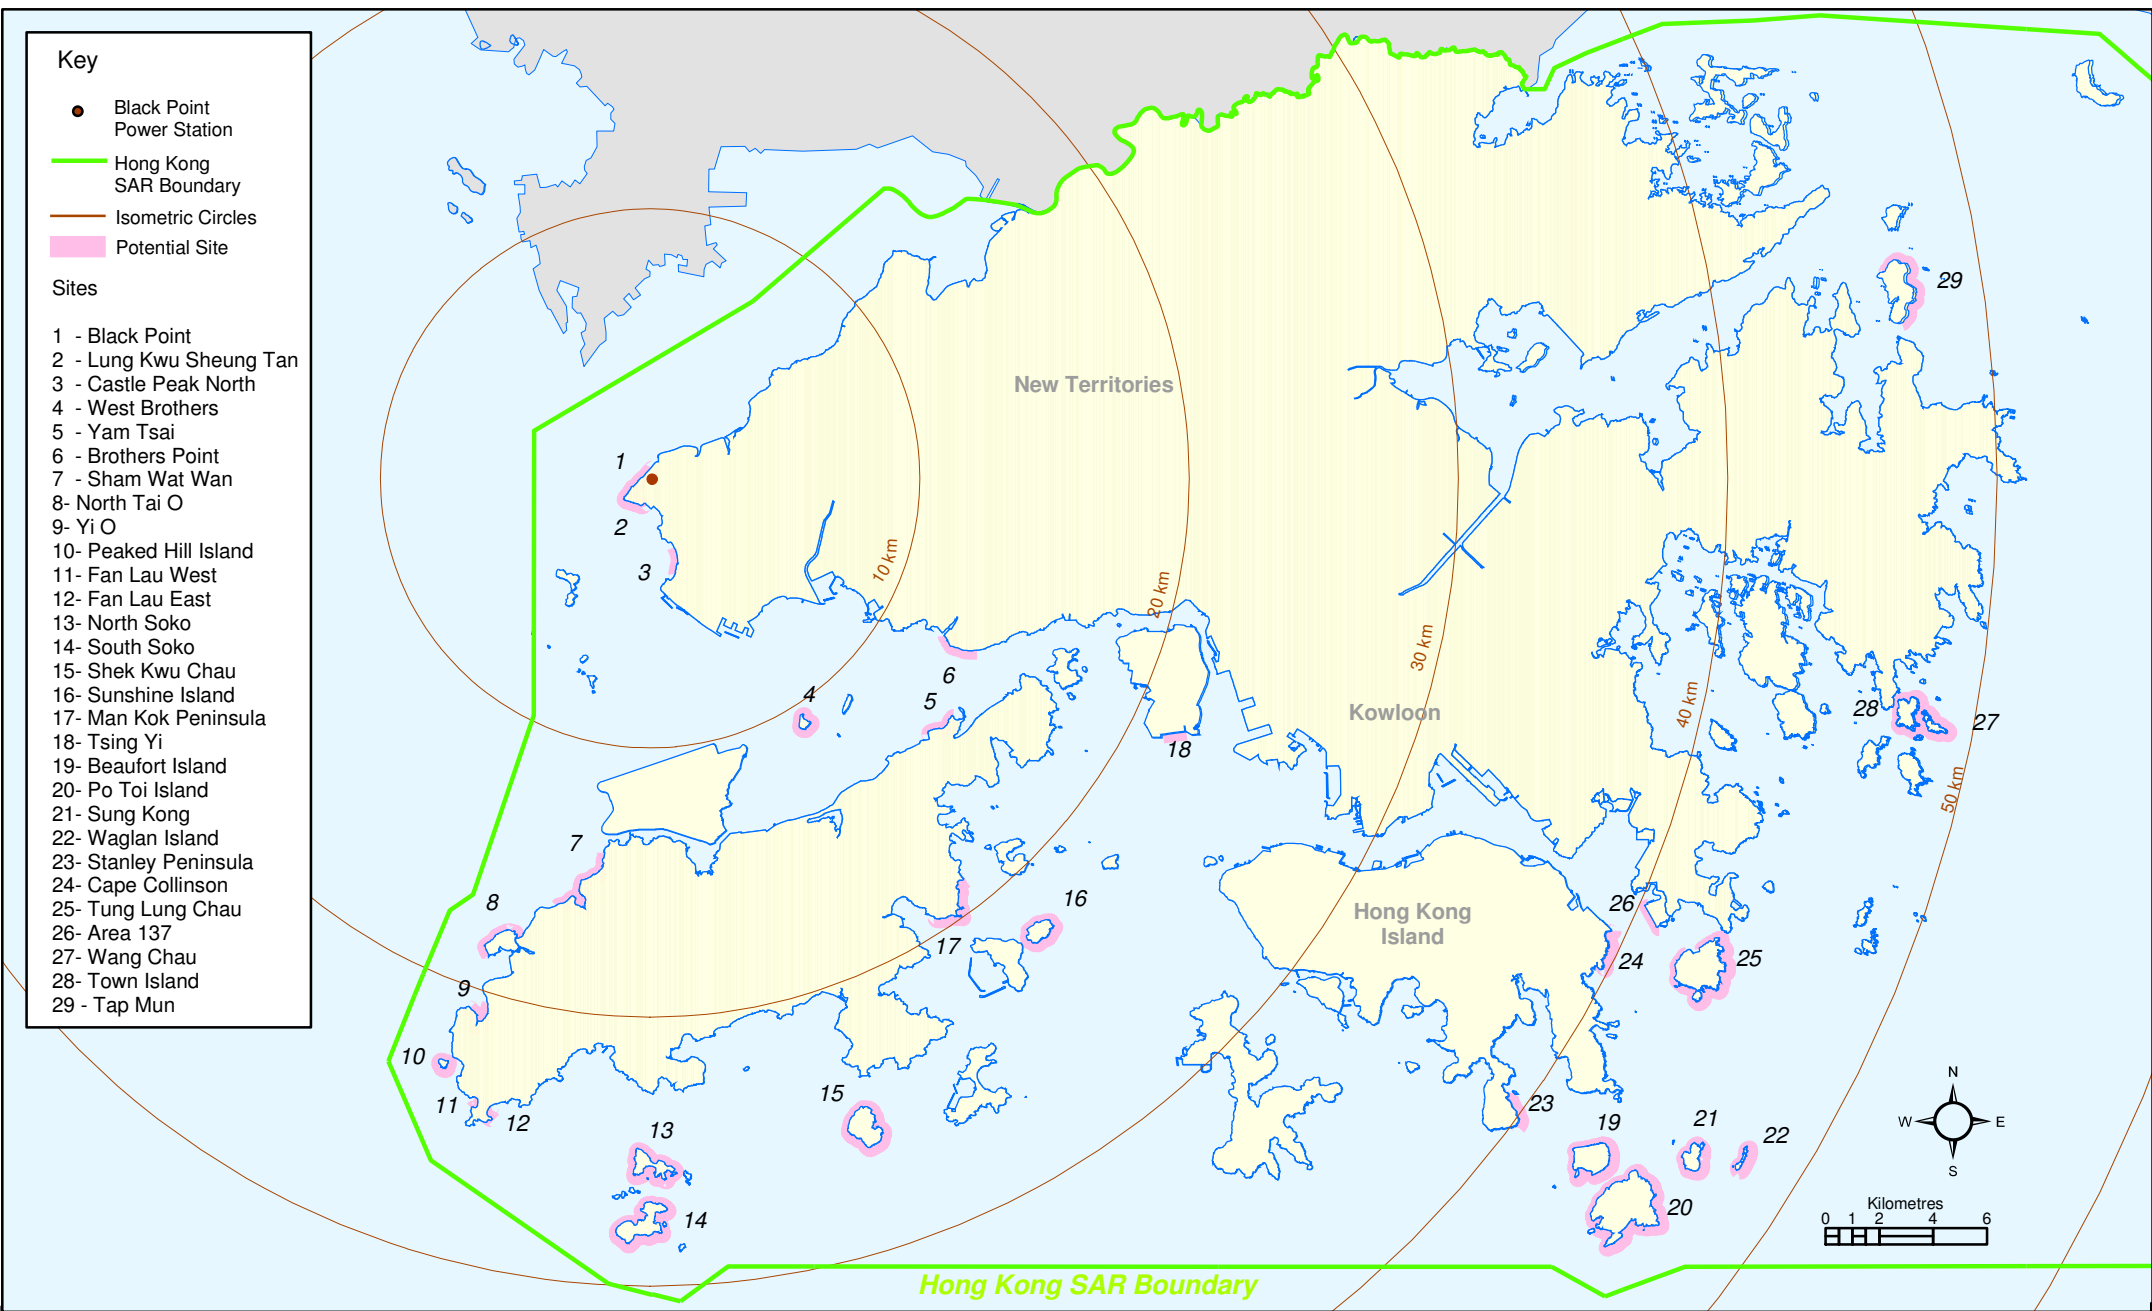 Key
Black Point
Power Station
Hong Kong
SAR Boundary
Isometric Circles
Potential Site
Sites
1 - Black Point
2 - Lung Kwu Sheung Tan
3 - Castle Peak North
4 - West Brothers
5 - Yam Tsai
6 - Brothers Point
7 - Sham Wat Wan
8- North Tai O
9- Yi O
10- Peaked Hill Island
11- Fan Lau West
12- Fan Lau East
13- North Soko
14- South Soko
15- Shek Kwu Chau
16- Sunshine Island
17- Man Kok Peninsula
18- Tsing Yi
19- Beaufort Island
20- Po Toi Island
21- Sung Kong
22- Waglan Island
23- Stanley Peninsula
24- Cape Collinson
25- Tung Lung Chau
26- Area 137
27- Wang Chau
28- Town Island
29 - Tap Mun
29
New Territories
1
2
3
10 km
20 km
30 km
40 km
50 km
6
5
4
18
Kowloon
28
27
7
8
9
10
11
12
13
14
15
16
17
Hong Kong
Island
26
24
25
23
19
21
22
20
N
W
E
S
Kilometres
0 1 2 4 6
Hong Kong SAR Boundary